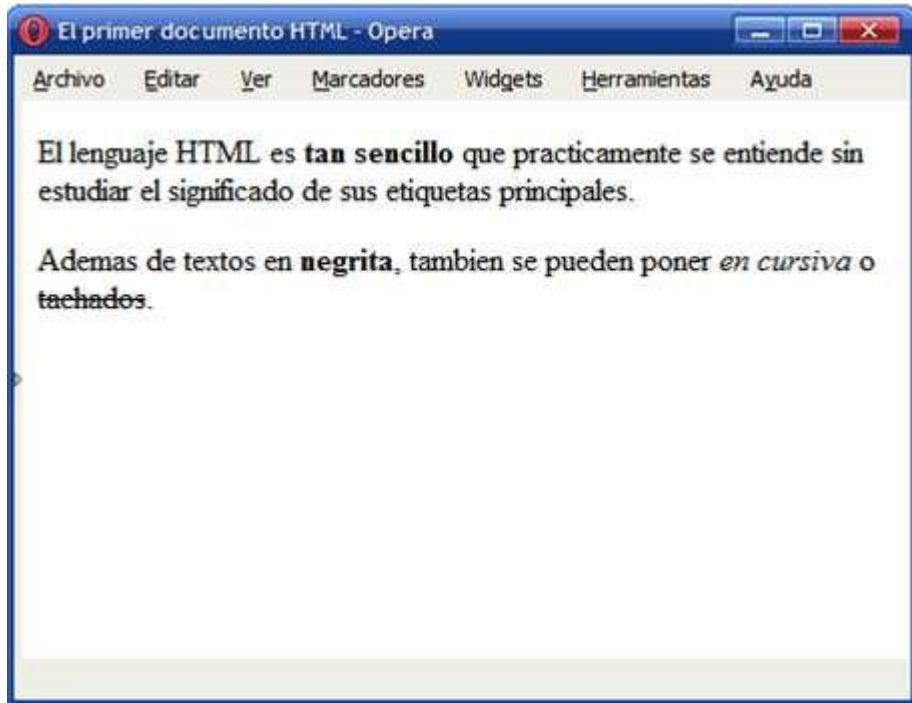 El primer documento HTML - Opera
Archivo Editar Ver Marcadores Widgets Herramientas Ayuda
El lenguaje HTML es tan sencillo que practicamente se entiende sin
estudiar el significado de sus etiquetas principales.
Ademas de textos en negrita, tambien se pueden poner en cursiva o
tachados.